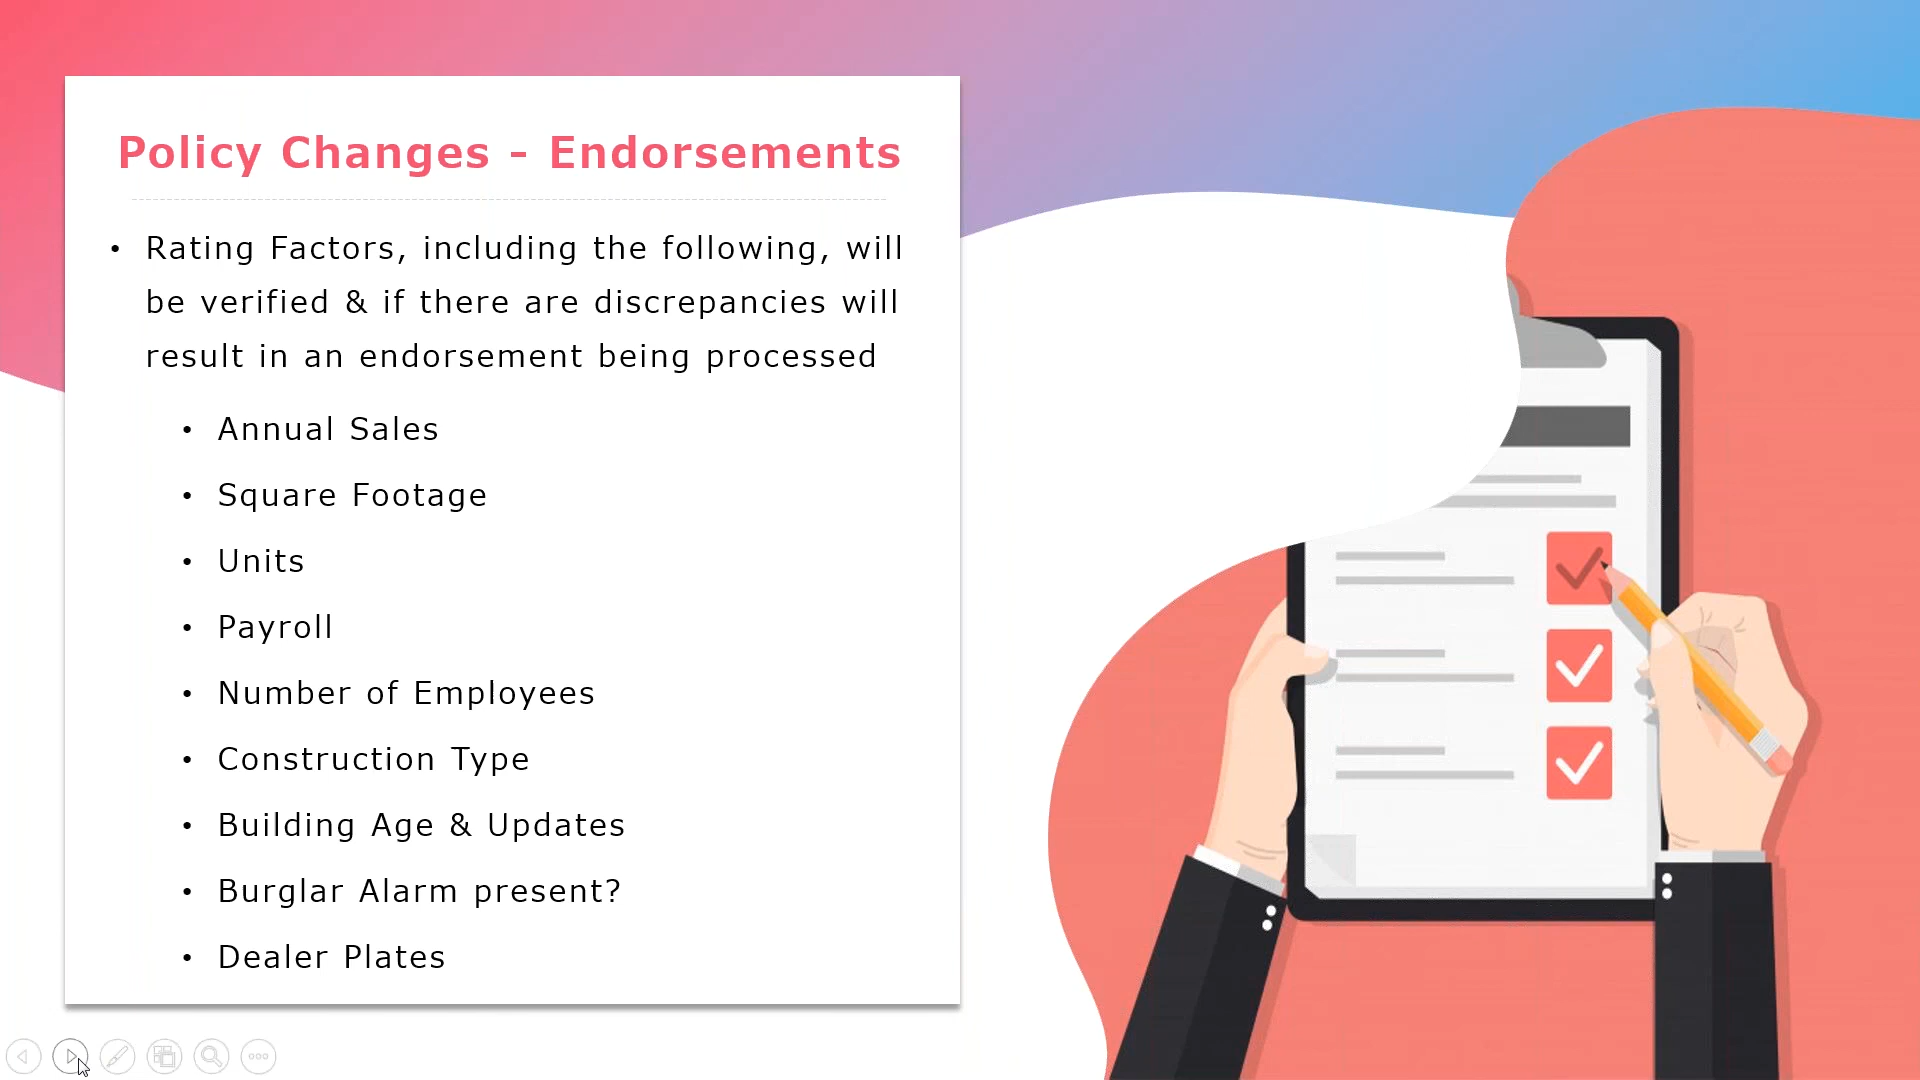 Policy Changes - Endorsements
• Rating Factors, including the following, will
be verified & if there are discrepancies will
result in an endorsement being processed
• Annual Sales
• Square Footage
• Units
• Payroll
• Number of Employees
• Construction Type
• Building Age & Updates
• Burglar Alarm present?
• Dealer Plates